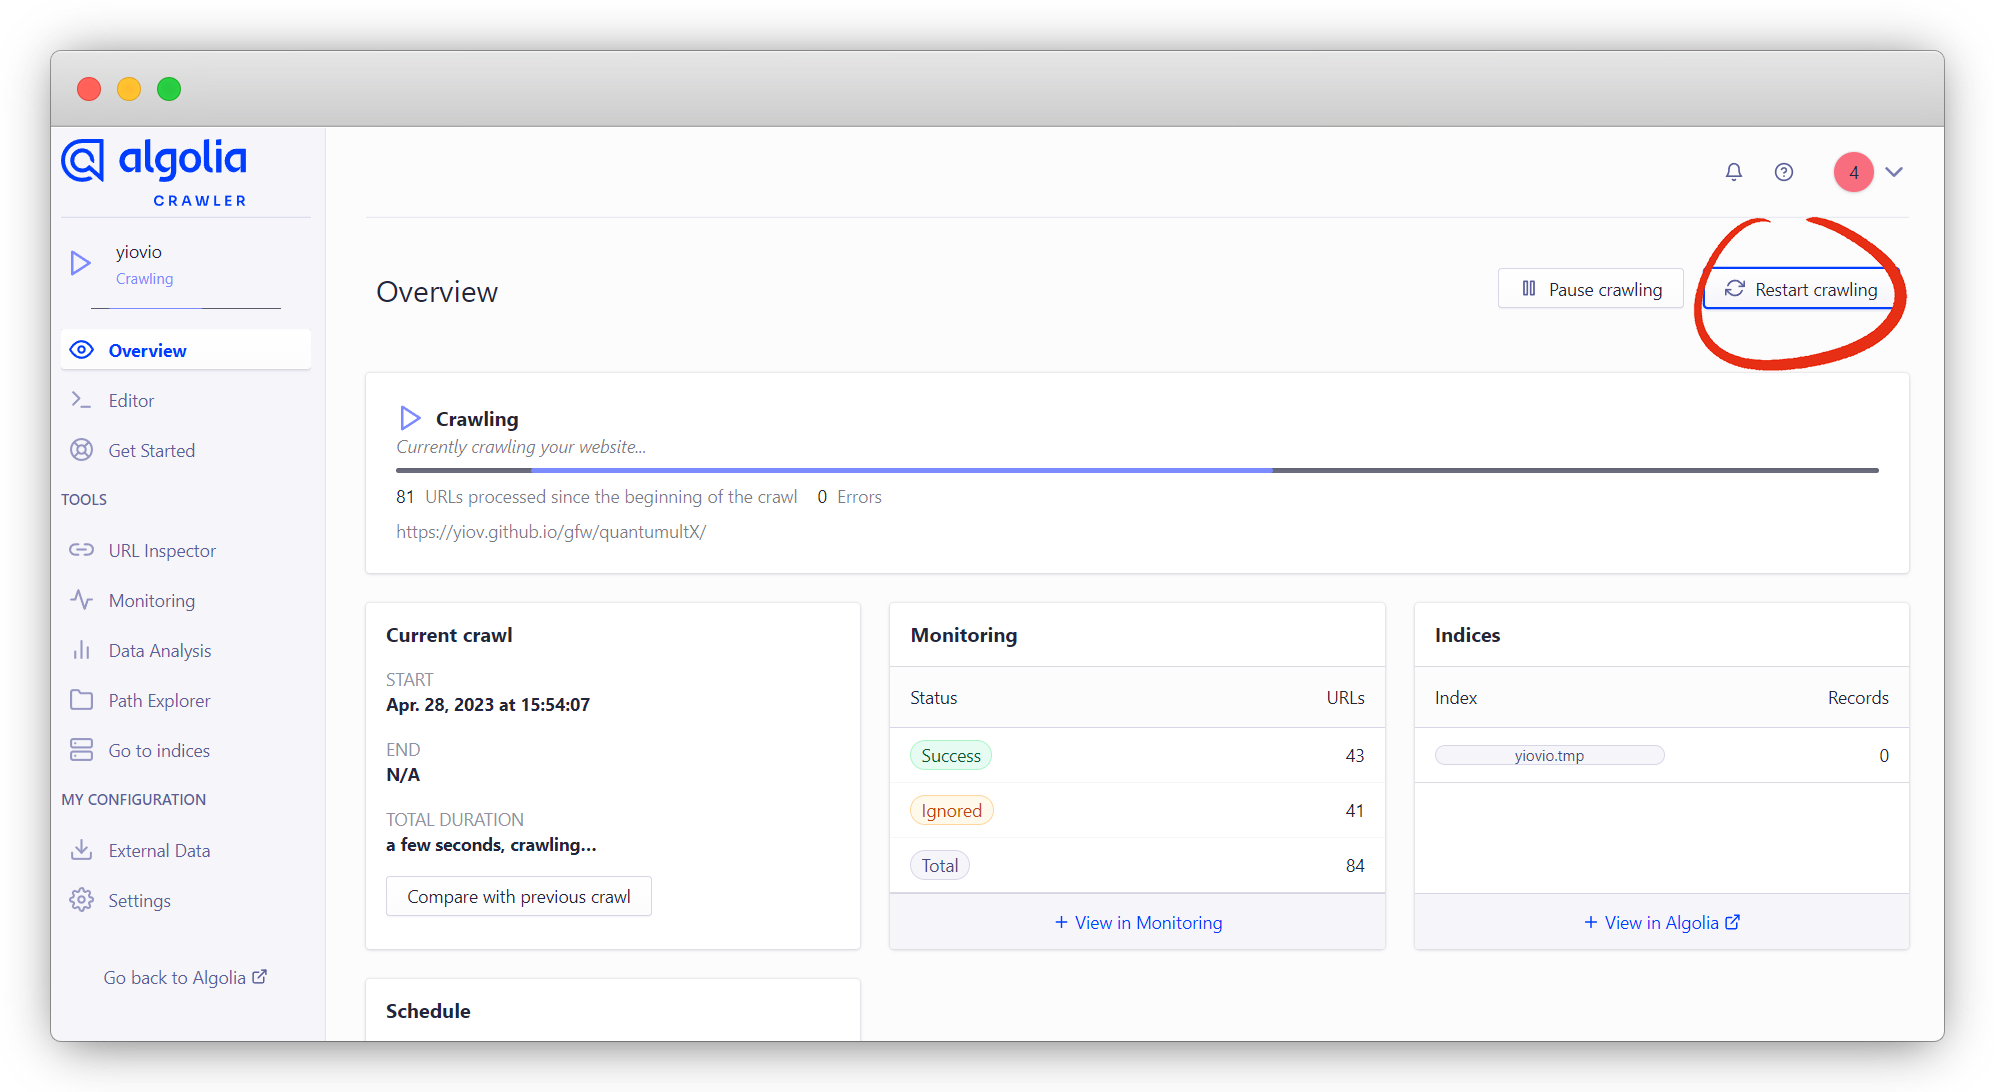 algolia
CRAWLER
yiovio
Crawling
Overview
Editor
Get Started
TOOLS
URL Inspector
Monitoring
Data Analysis
Path Explorer
Go to indices
MY CONFIGURATION
External Data
Settings
Go back to Algolia
4
Overview
Pause crawling
Restart crawling
Crawling
Currently crawling your website...
81 URLs processed since the beginning of the crawl 0 Errors
https://yiov.github.io/gfw/quantumultX/
Current crawl
START
Apr. 28, 2023 at 15:54:07
END
N/A
TOTAL DURATION
a few seconds, crawling...
Compare with previous crawl
Monitoring
Status URLs
Success 43
Ignored 41
Total 84
+ View in Monitoring
Indices
Index Records
yiovio.tmp 0
+ View in Algolia
Schedule